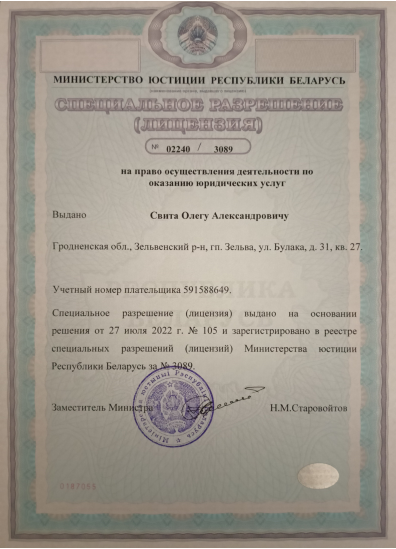 МИНИСТЕРСТВО ЮСТИЦИИ РЕСПУБЛИКИ БЕЛАРУСЬ
СПЕЦИАЛЬНОЕ РАЗРЕШЕНИЕ
(ЛИЦЕНЗИЯ)
№ 02240 / 3089
на право осуществления деятельности по
оказанию юридических услуг
Выдано Свита Олегу Александровичу
Гродненская обл., Зельвенский р-н, гп. Зельва, ул. Булака, д. 31, кв. 27.
Учетный номер плательщика 591588649.
Специальное разрешение (лицензия) выдано на основании
решения от 27 июля 2022 г. № 105 и зарегистрировано в реестре
специальных разрешений (лицензий) Министерства юстиции
Республики Беларусь за № 3089.
Заместитель Министра Н.М.Старовойтов